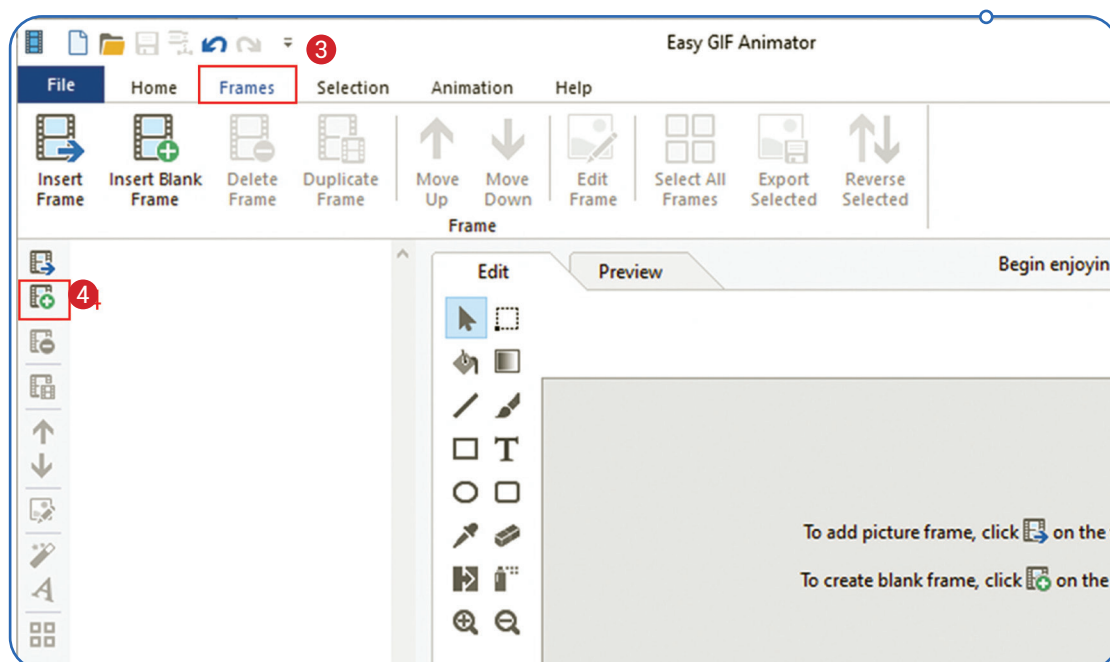 Easy GIF Animator
3
File Home Frames Selection Animation Help
Insert Frame Insert Blank Frame Delete Frame Duplicate Frame Move Up Move Down Edit Frame Select All Frames Export Selected Reverse Selected
Frame
4
Edit Preview Begin enjoyin
T
To add picture frame, click on the
To create blank frame, click on the
A